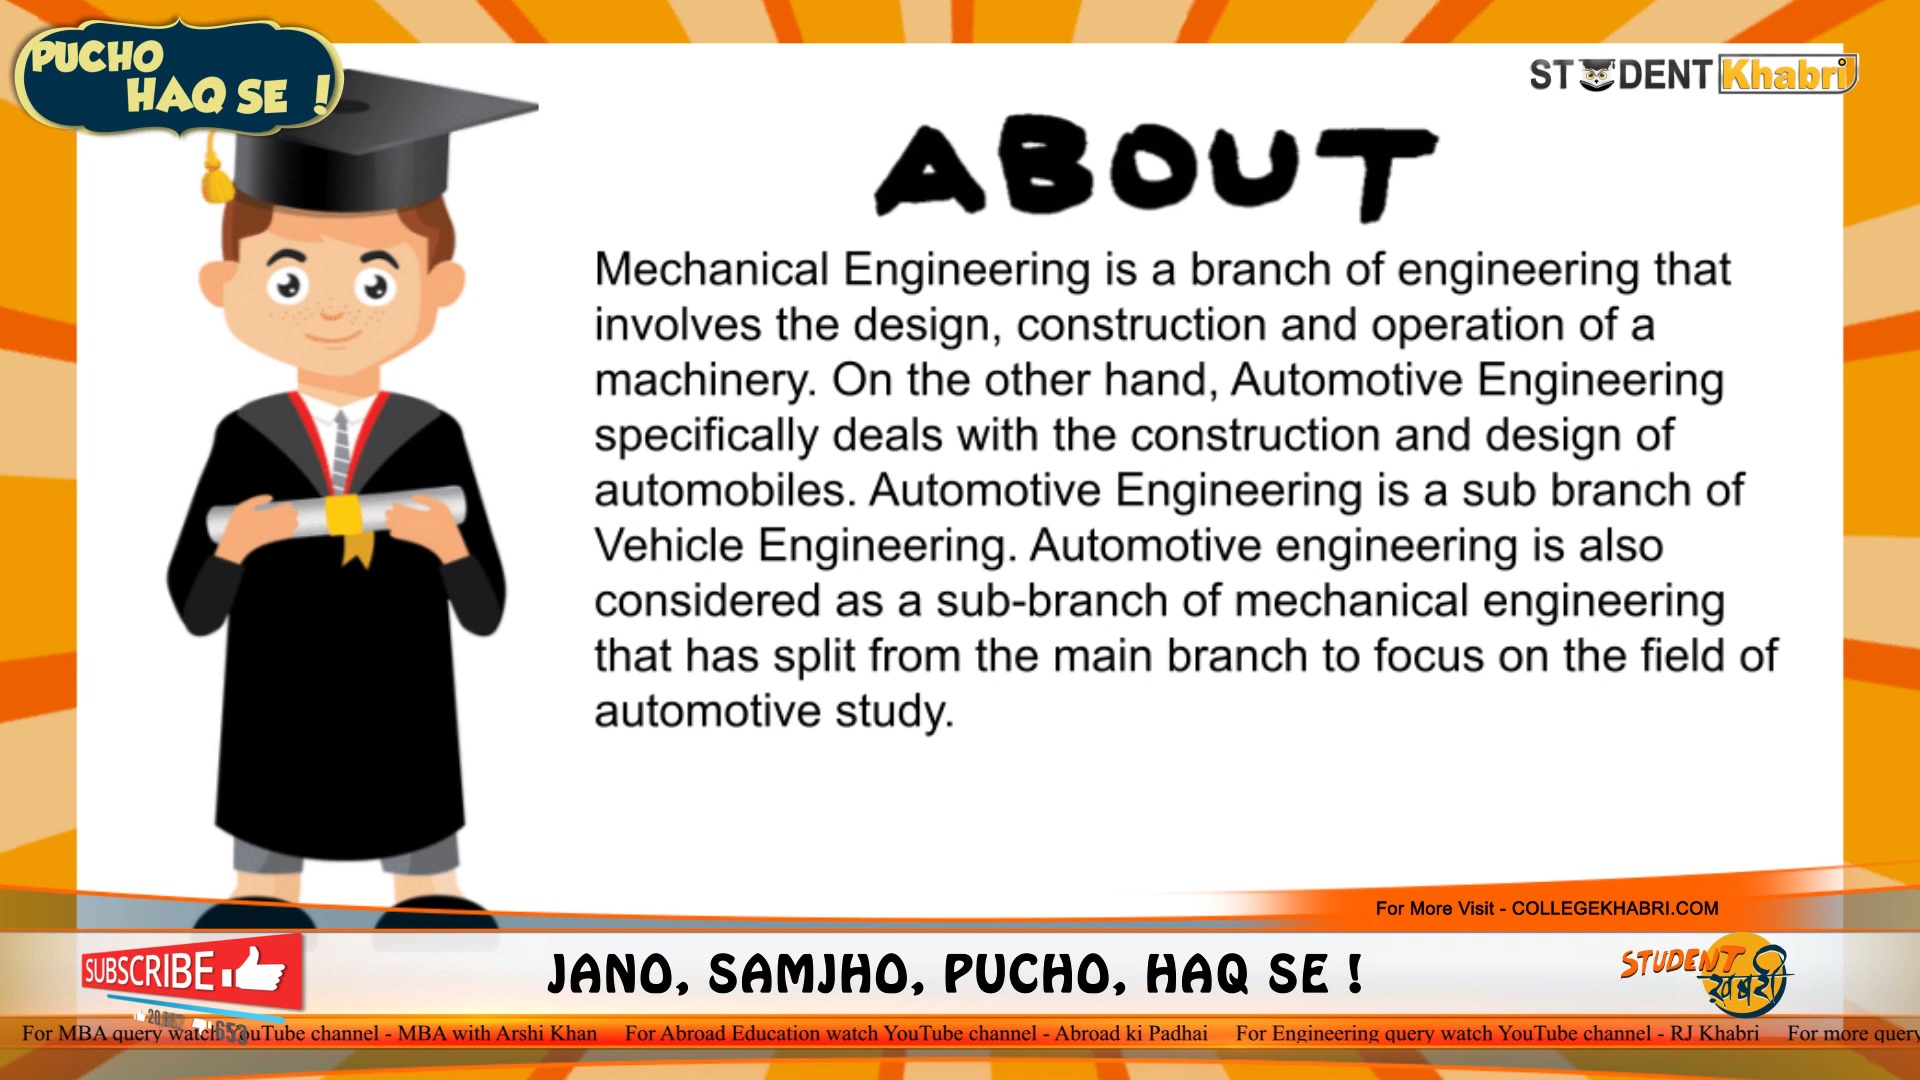 PUCHO
HAQ SE !
STUDENT Khabri
ABOUT
Mechanical Engineering is a branch of engineering that
involves the design, construction and operation of a
machinery. On the other hand, Automotive Engineering
specifically deals with the construction and design of
automobiles. Automotive Engineering is a sub branch of
Vehicle Engineering. Automotive engineering is also
considered as a sub-branch of mechanical engineering
that has split from the main branch to focus on the field of
automotive study.
For More Visit - COLLEGEKHABRI.COM
SUBSCRIBE
JANO, SAMJHO, PUCHO, HAQ SE !
STUDENT
ख़बरी
653
For MBA query watch YouTube channel - MBA with Arshi Khan For Abroad Education watch YouTube channel - Abroad ki Padhai For Engineering query watch YouTube channel - RJ Khabri For more query